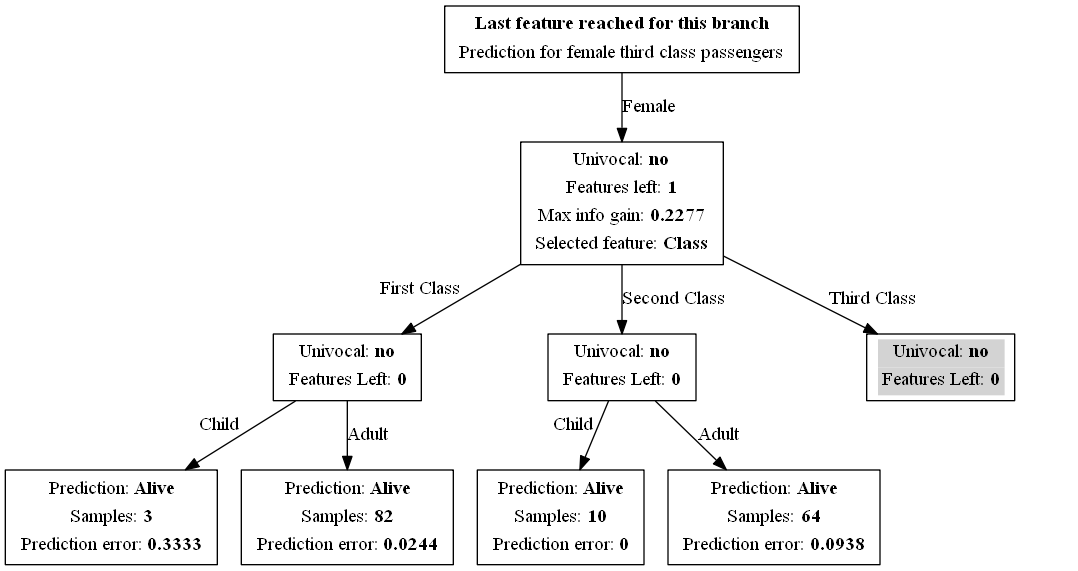 Last feature reached for this branch
Prediction for female third class passengers
Female
Univocal: no
Features left: 1
Max info gain: 0.2277
Selected feature: Class
First Class
Second Class
Third Class
Univocal: no
Features Left: 0
Univocal: no
Features Left: 0
Univocal: no
Features Left: 0
Child
Adult
Child
Adult
Prediction: Alive
Samples: 3
Prediction error: 0.3333
Prediction: Alive
Samples: 82
Prediction error: 0.0244
Prediction: Alive
Samples: 10
Prediction error: 0
Prediction: Alive
Samples: 64
Prediction error: 0.0938